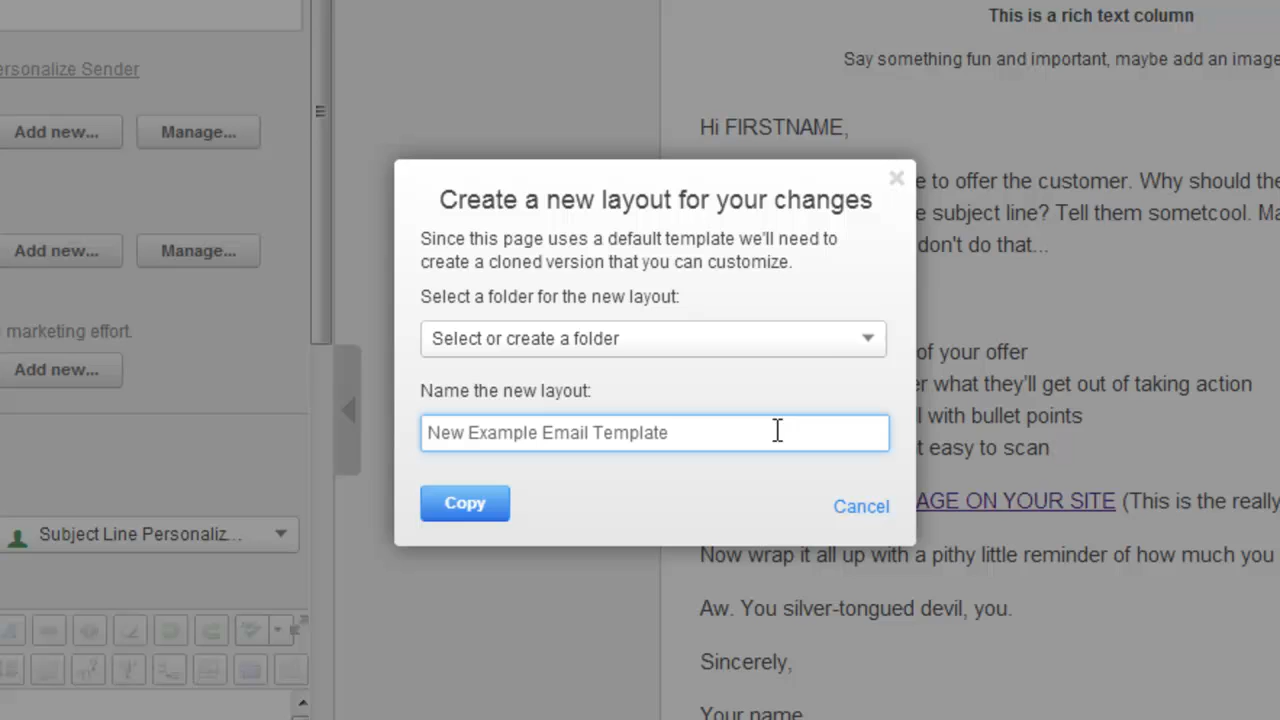 This is a rich text column
ersonalize Sender
Say something fun and important, maybe add an image
Add new...
Manage...
Hi FIRSTNAME,
Create a new layout for your changes
e to offer the customer. Why should the
Since this page uses a default template we'll need to
e subject line? Tell them sometcool. Ma
create a cloned version that you can customize.
Add new...
Manage...
don't do that...
Select a folder for the new layout:
marketing effort.
Select or create a folder
of your offer
Add new...
er what they'll get out of taking action
Name the new layout:
l with bullet points
New Example Email Template
t easy to scan
Copy
Cancel
AGE ON YOUR SITE (This is the really
Subject Line Personaliz...
Now wrap it all up with a pithy little reminder of how much you
Aw. You silver-tongued devil, you.
Sincerely,
Your name